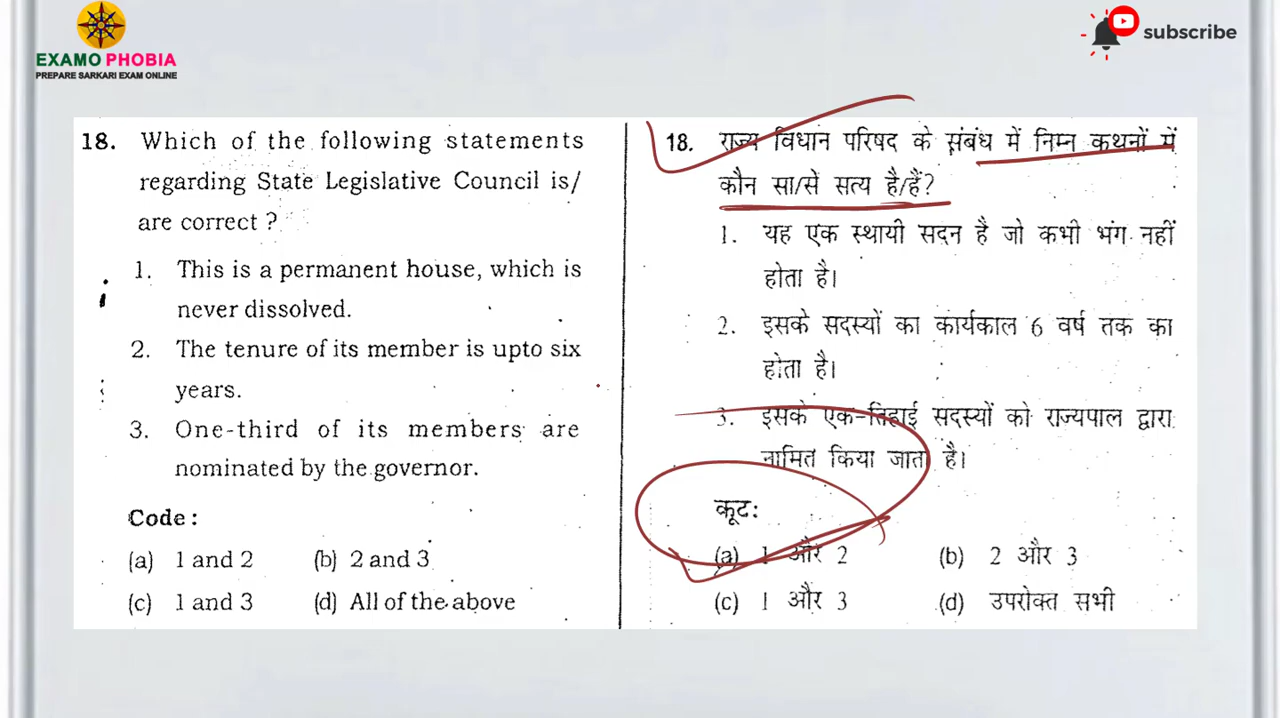 EXAMO PHOBIA
PREPARE SARKARI EXAM ONLINE
subscribe
18. Which of the following statements
regarding State Legislative Council is/
are correct ?
1. This is a permanent house, which is
never dissolved.
2. The tenure of its member is upto six
years.
3. One-third of its members are
nominated by the governor.
Code :
(a) 1 and 2 (b) 2 and 3
(c) 1 and 3 (d) All of the above
18. राज्य विधान परिषद के संबंध में निम्न कथनों में
कौन सा/से सत्य है/हैं?
1. यह एक स्थायी सदन है जो कभी भंग नहीं
होता है।
2. इसके सदस्यों का कार्यकाल 6 वर्ष तक का
होता है।
3. इसके एक-तिहाई सदस्यों को राज्यपाल द्वारा
नामित किया जाता है।
कूट:
(a) 1 और 2 (b) 2 और 3
(c) 1 और 3 (d) उपरोक्त सभी